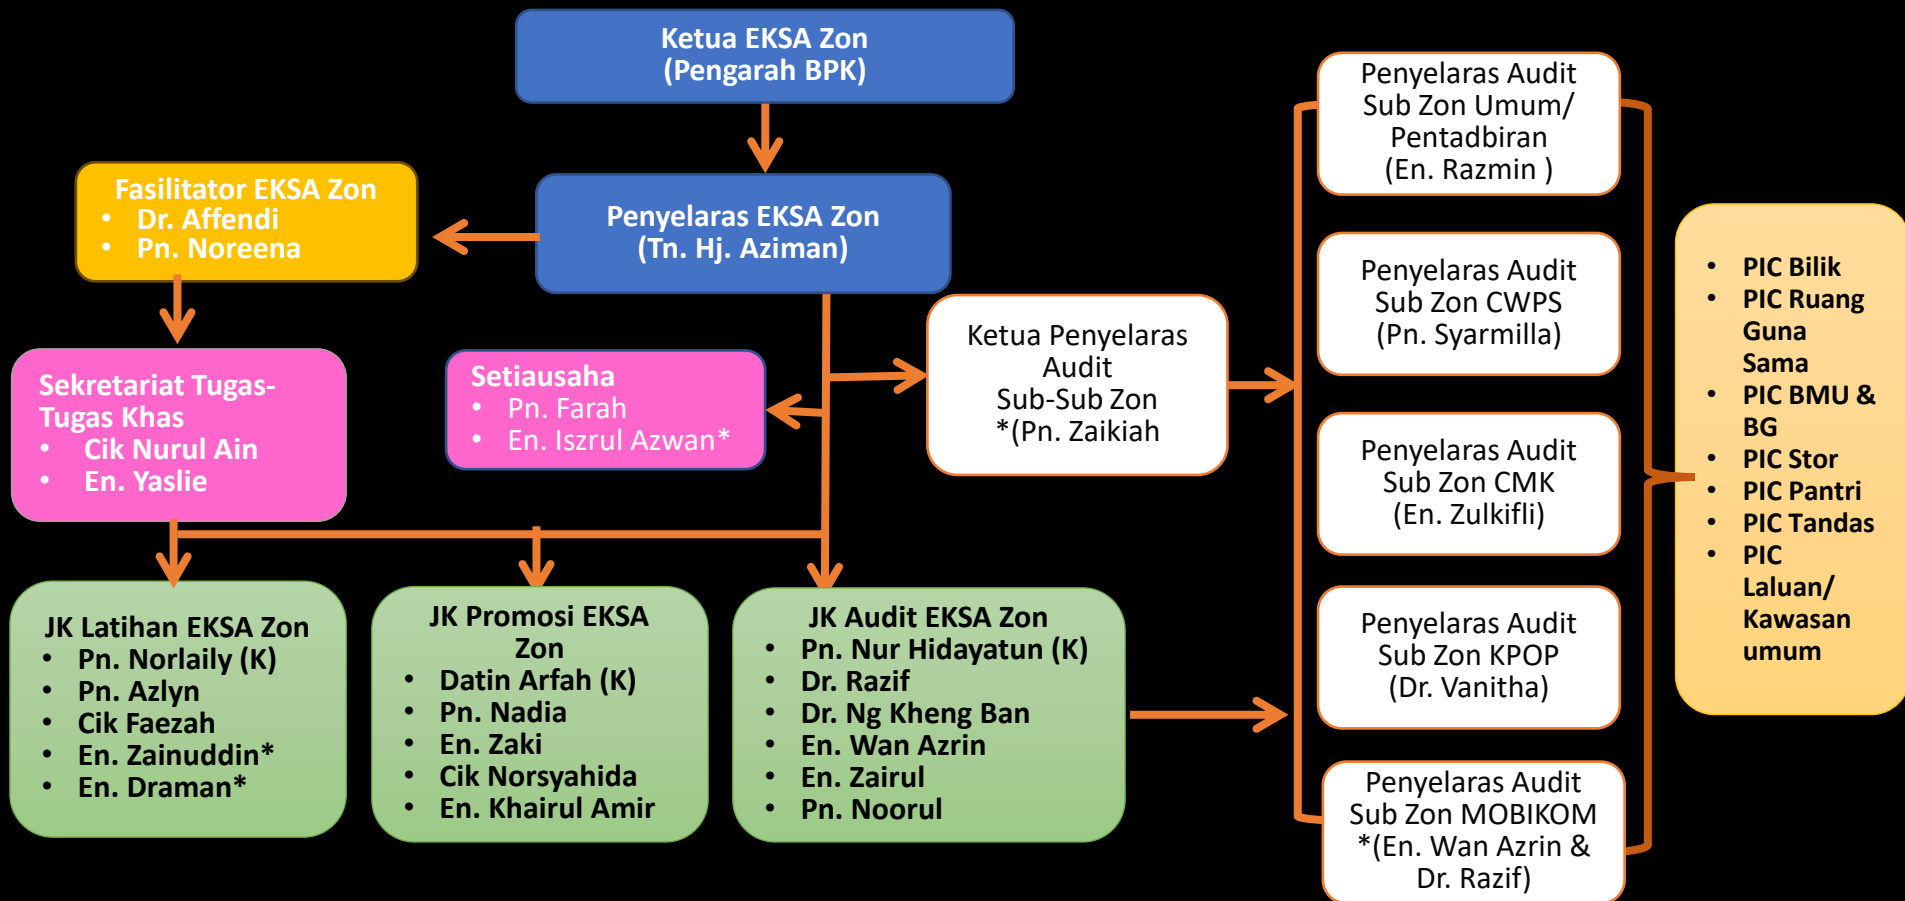 Ketua EKSA Zon
(Pengarah BPK)
Fasilitator EKSA Zon
• Dr. Affendi
• Pn. Noreena
Penyelaras EKSA Zon
(Tn. Hj. Aziman)
Sekretariat Tugas-
Tugas Khas
• Cik Nurul Ain
• En. Yaslie
Setiausaha
• Pn. Farah
• En. Iszrul Azwan*
Ketua Penyelaras
Audit
Sub-Sub Zon
*(Pn. Zaikiah
JK Latihan EKSA Zon
• Pn. Norlaily (K)
• Pn. Azlyn
• Cik Faezah
• En. Zainuddin*
• En. Draman*
JK Promosi EKSA
Zon
• Datin Arfah (K)
• Pn. Nadia
• En. Zaki
• Cik Norsyahida
• En. Khairul Amir
JK Audit EKSA Zon
• Pn. Nur Hidayatun (K)
• Dr. Razif
• Dr. Ng Kheng Ban
• En. Wan Azrin
• En. Zairul
• Pn. Noorul
Penyelaras Audit
Sub Zon Umum/
Pentadbiran
(En. Razmin )
Penyelaras Audit
Sub Zon CWPS
(Pn. Syarmilla)
Penyelaras Audit
Sub Zon CMK
(En. Zulkifli)
Penyelaras Audit
Sub Zon KPOP
(Dr. Vanitha)
Penyelaras Audit
Sub Zon MOBIKOM
*(En. Wan Azrin &
Dr. Razif)
• PIC Bilik
• PIC Ruang
Guna
Sama
• PIC BMU &
BG
• PIC Stor
• PIC Pantri
• PIC Tandas
• PIC
Laluan/
Kawasan
umum